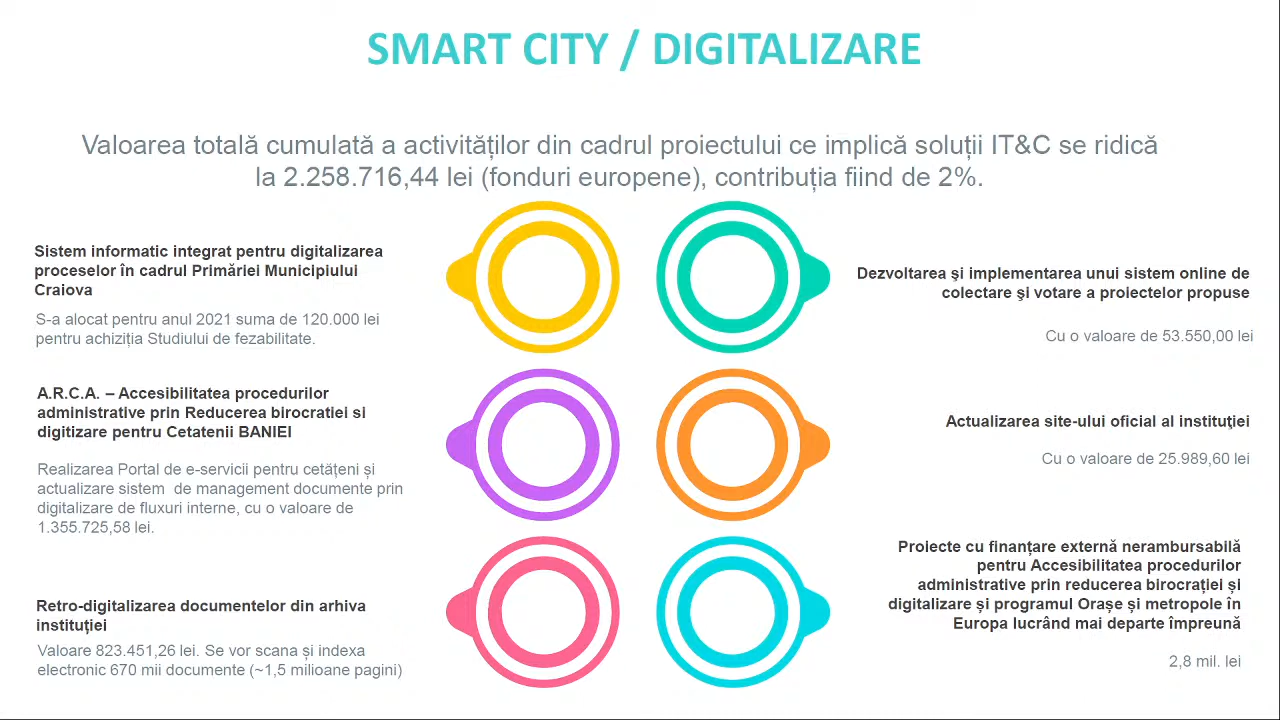 SMART CITY / DIGITALIZARE
Valoarea totală cumulată a activităților din cadrul proiectului ce implică soluții IT&C se ridică
la 2.258.716,44 lei (fonduri europene), contribuția fiind de 2%.
Sistem informatic integrat pentru digitalizarea
proceselor în cadrul Primăriei Municipiului
Craiova
S-a alocat pentru anul 2021 suma de 120.000 lei
pentru achiziția Studiului de fezabilitate.
A.R.C.A. – Accesibilitatea procedurilor
administrative prin Reducerea birocratiei si
digitizare pentru Cetatenii BANIEI
Realizarea Portal de e-servicii pentru cetățeni și
actualizare sistem  de management documente prin
digitalizare de fluxuri interne, cu o valoare de
1.355.725,58 lei.
Retro-digitalizarea documentelor din arhiva
instituţiei
Valoare 823.451,26 lei. Se vor scana și indexa
electronic 670 mii documente (~1,5 milioane pagini)
Dezvoltarea şi implementarea unui sistem online de
colectare şi votare a proiectelor propuse
Cu o valoare de 53.550,00 lei
Actualizarea site-ului oficial al instituţiei
Cu o valoare de 25.989,60 lei
Proiecte cu finanțare externă nerambursabilă
pentru Accesibilitatea procedurilor
administrative prin reducerea birocrației și
digitalizare și programul Orașe și metropole în
Europa lucrând mai departe împreună
2,8 mil. lei